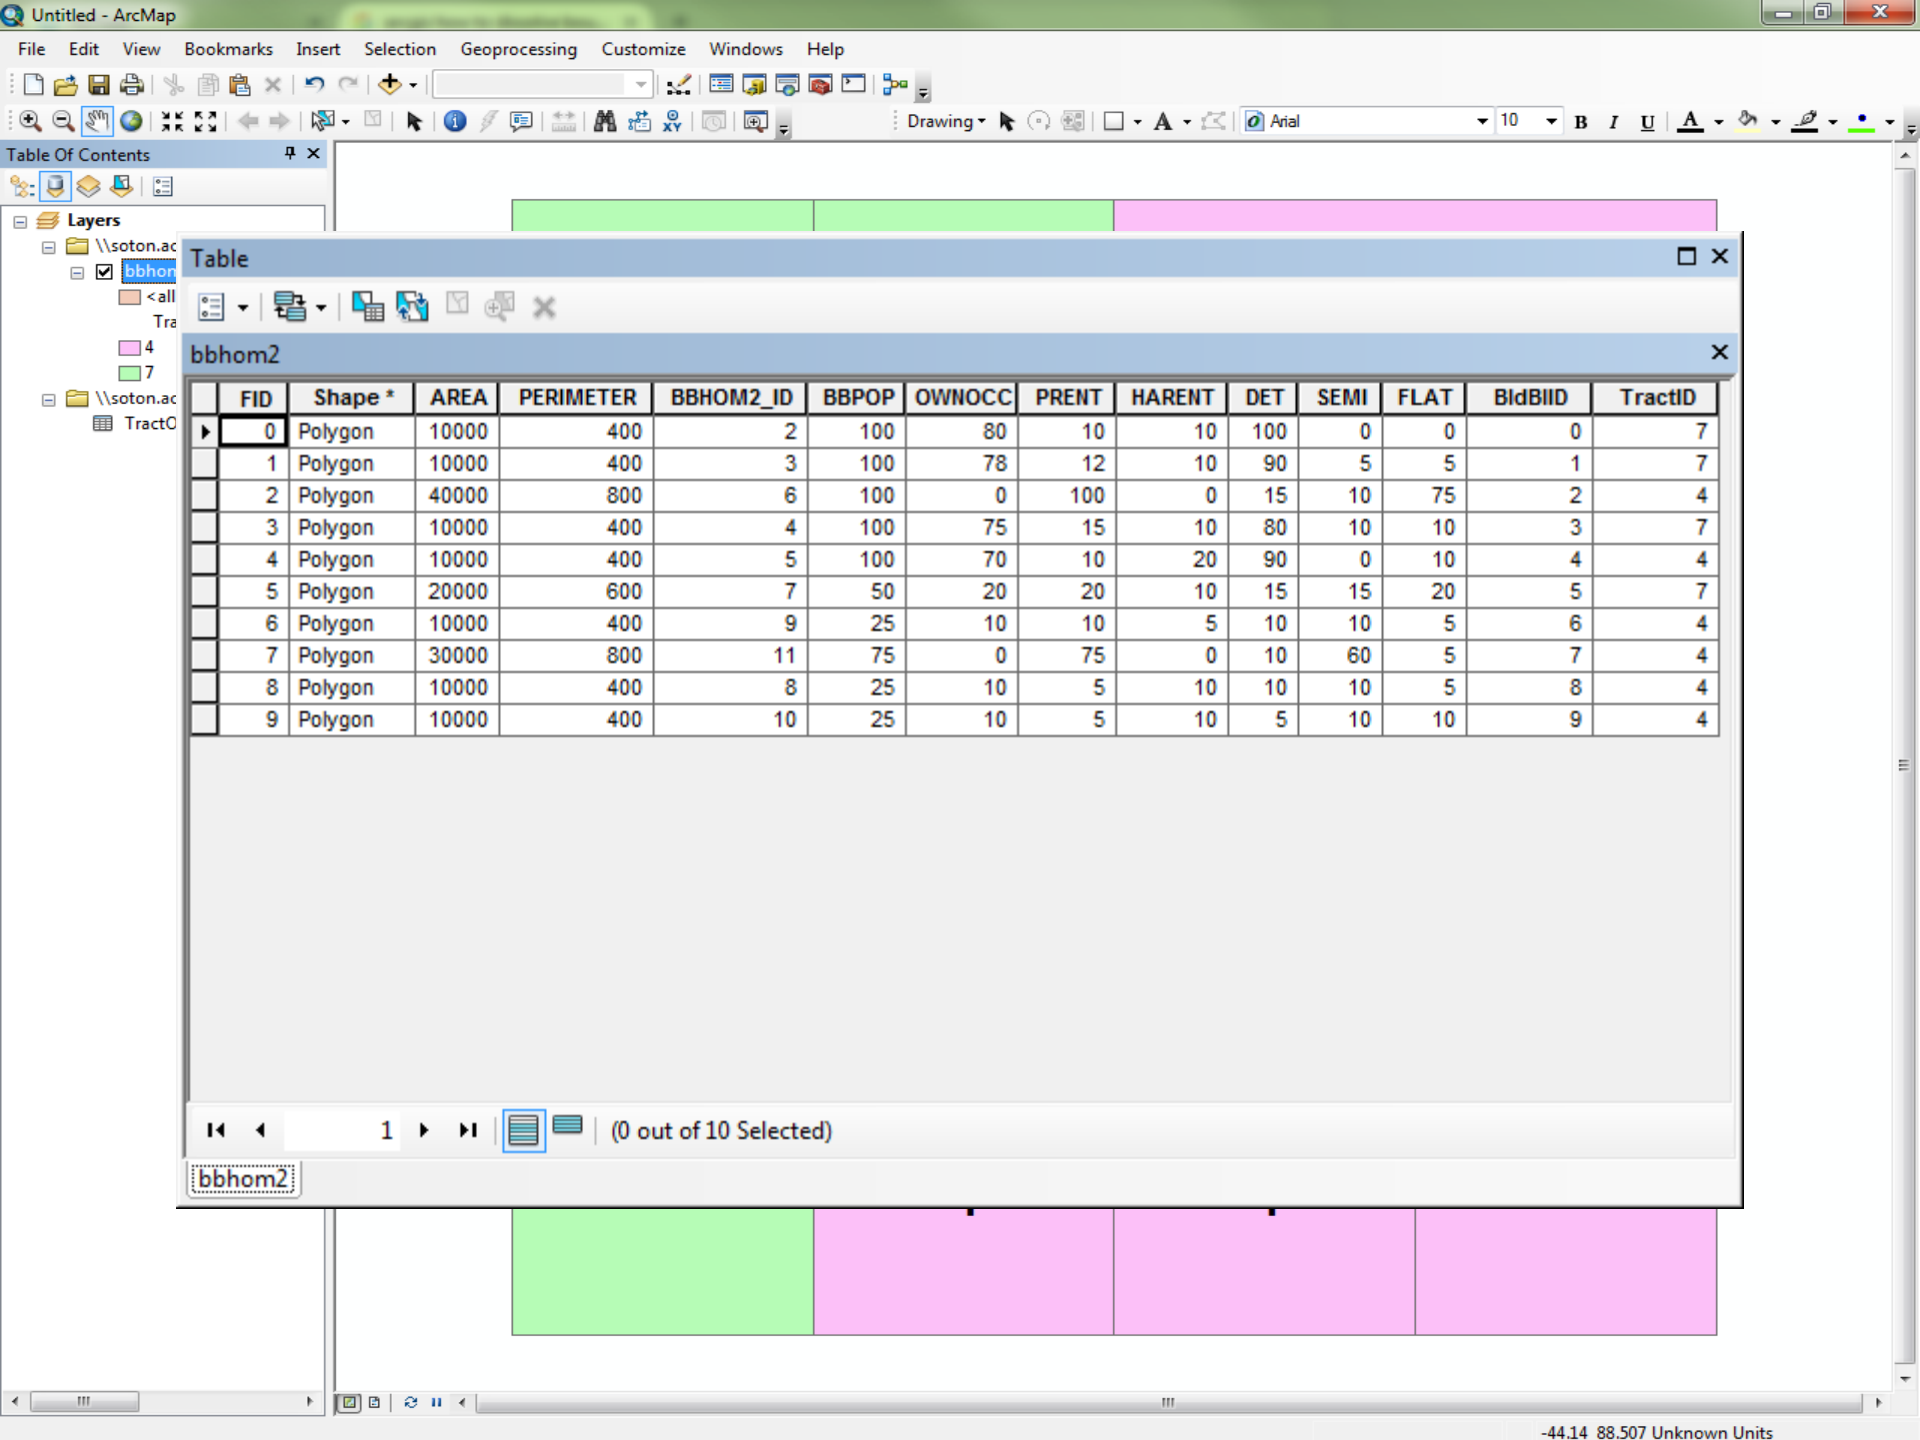 Untitled - ArcMap
File Edit View Bookmarks Insert Selection Geoprocessing Customize Windows Help
Drawing Arial 10 B I U A
Table Of Contents
Layers
\\soton.ac
bbhom
<all
Tra
4
7
\\soton.ac
TractO
Table
bbhom2
FID Shape * AREA PERIMETER BBHOM2_ID BBPOP OWNOCC PRENT HARENT DET SEMI FLAT BldBlID TractID
0 Polygon 10000 400 2 100 80 10 10 100 0 0 0 7
1 Polygon 10000 400 3 100 78 12 10 90 5 5 1 7
2 Polygon 40000 800 6 100 0 100 0 15 10 75 2 4
3 Polygon 10000 400 4 100 75 15 10 80 10 10 3 7
4 Polygon 10000 400 5 100 70 10 20 90 0 10 4 4
5 Polygon 20000 600 7 50 20 20 10 15 15 20 5 7
6 Polygon 10000 400 9 25 10 10 5 10 10 5 6 4
7 Polygon 30000 800 11 75 0 75 0 10 60 5 7 4
8 Polygon 10000 400 8 25 10 5 10 10 10 5 8 4
9 Polygon 10000 400 10 25 10 5 10 5 10 10 9 4
1 (0 out of 10 Selected)
bbhom2
-44.14 88.507 Unknown Units